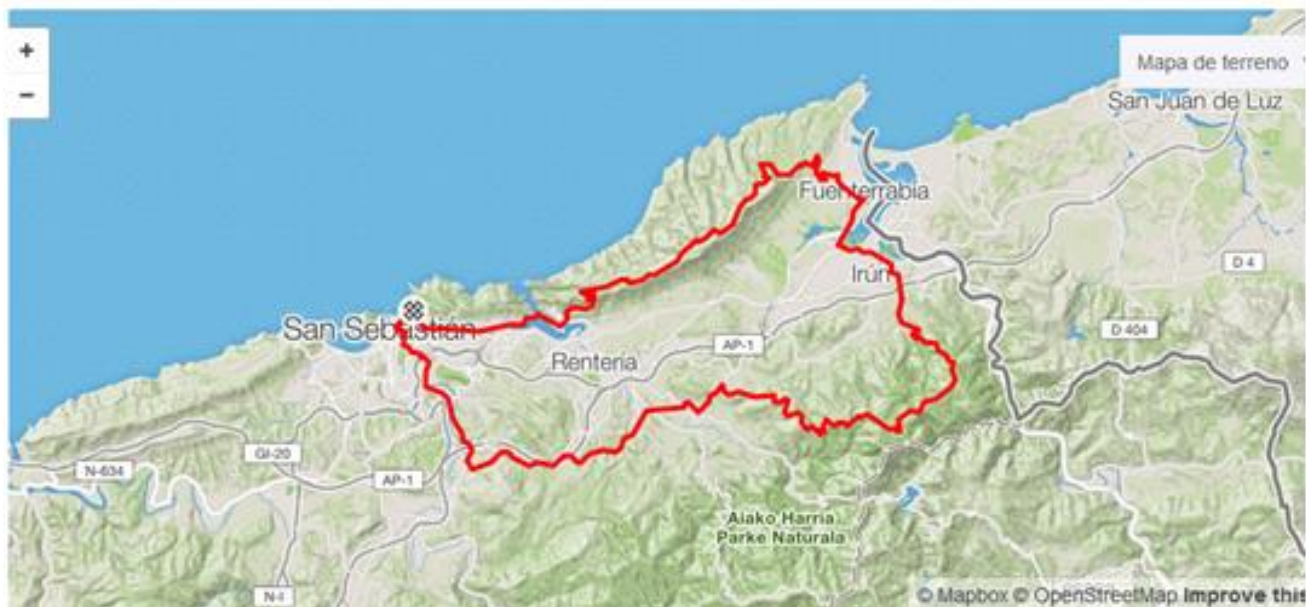 +
−
Mapa de terreno
San Juan de Luz
Fuenterrabia
D 4
Irún
San Sebastián
D 404
AP-1
Renteria
GI-20
N-634
AP-1
Aiako Harria
Parke Naturala
N-I
© Mapbox © OpenStreetMap Improve this